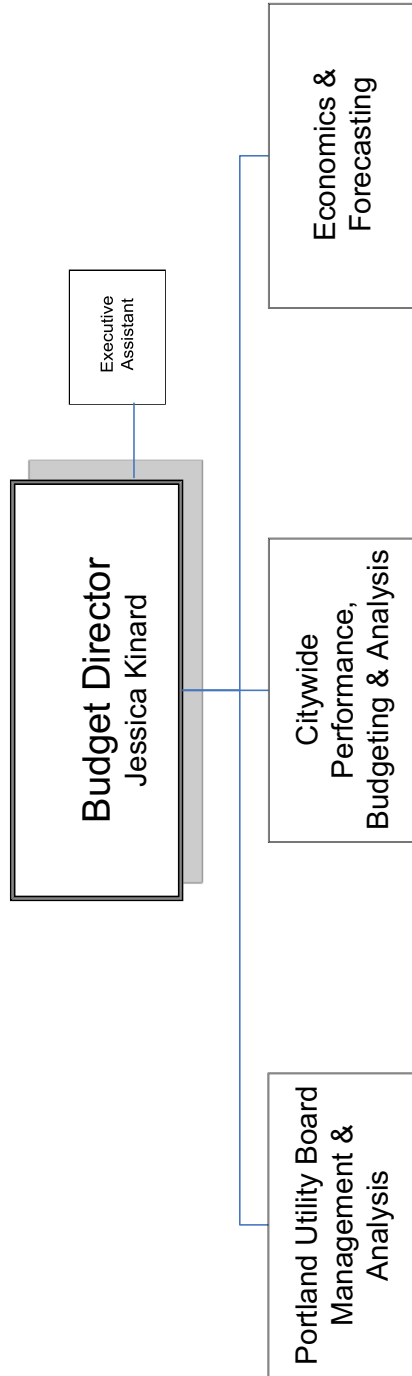 Budget Director
Jessica Kinard
Executive
Assistant
Portland Utility Board
Management &
Analysis
Citywide
Performance,
Budgeting & Analysis
Economics &
Forecasting